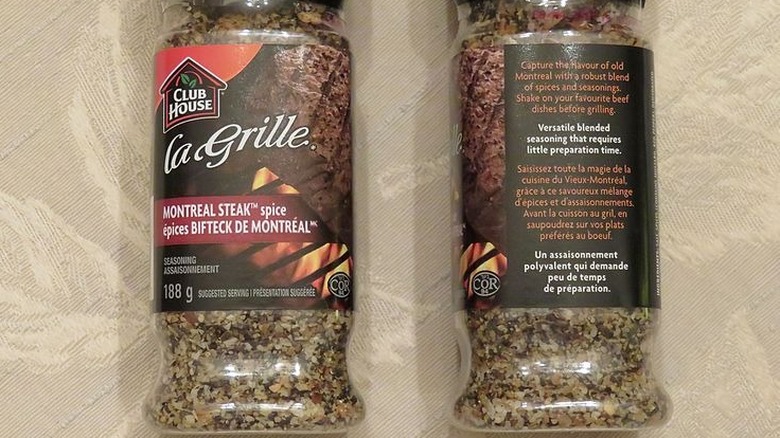 CLUB
HOUSE
la Grille.
MONTREAL STEAK™ spice
épices BIFTECK DE MONTRÉAL
SEASONING
ASSAISONNEMENT
188 g SUGGESTED SERVING | PRÉSENTATION SUGGÉRÉE
COR
Capture the flavour of old
Montreal with a robust blend
of spices and seasonings.
Shake on your favourite beef
dishes before grilling.
Versatile blended
seasoning that requires
little preparation time.
Saisissez toute la magie de la
cuisine du Vieux-Montréal,
grâce à ce savoureux mélange
d'épices et d'assaisonnements.
Avant la cuisson au gril, en
saupoudrez sur vos plats
préférés au boeuf.
Un assaisonnement
polyvalent qui demande
peu de temps
de préparation.
COR